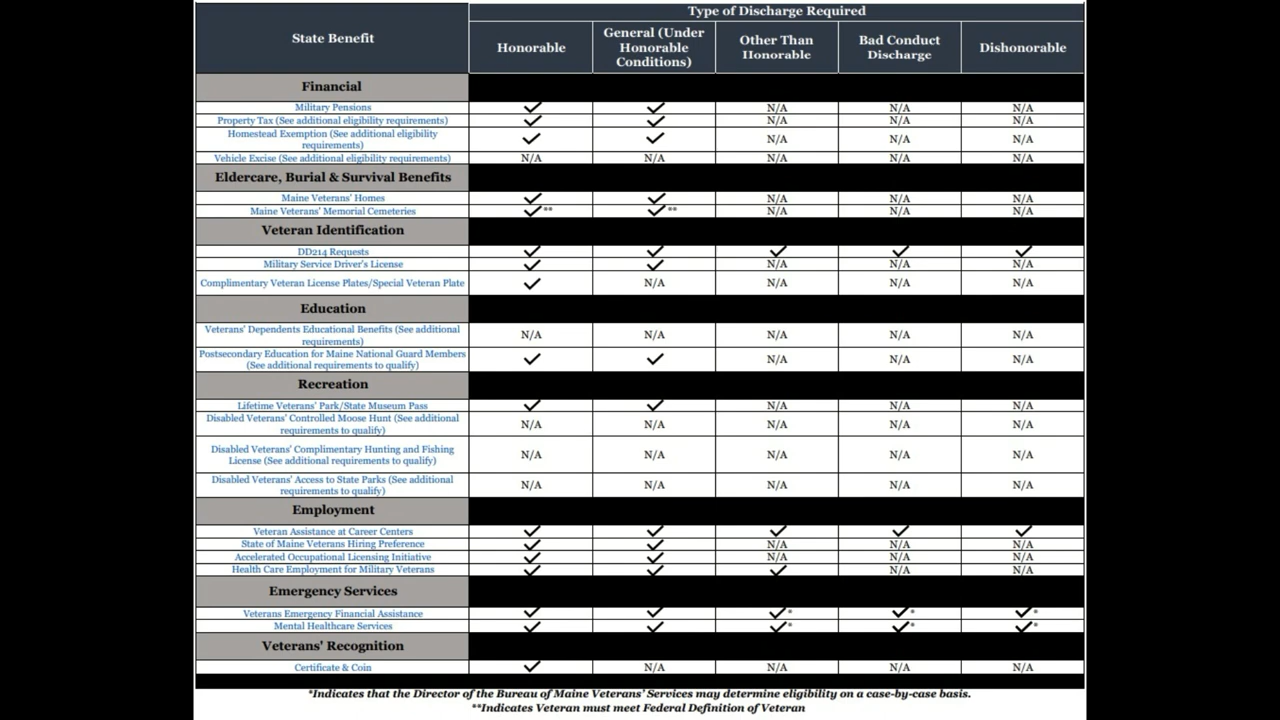 Type of Discharge Required
State Benefit
Honorable
General (Under
Honorable
Conditions)
Other Than
Honorable
Bad Conduct
Discharge
Dishonorable
Financial
Military Pensions ✓ ✓ N/A N/A N/A
Property Tax (See additional eligibility requirements) ✓ ✓ N/A N/A N/A
Homestead Exemption (See additional eligibility
requirements) ✓ ✓ N/A N/A N/A
Vehicle Excise (See additional eligibility requirements) N/A N/A N/A N/A N/A
Eldercare, Burial & Survival Benefits
Maine Veterans' Homes ✓ ✓ N/A N/A N/A
Maine Veterans' Memorial Cemeteries ✓** ✓** N/A N/A N/A
Veteran Identification
DD214 Requests ✓ ✓ ✓ ✓ ✓
Military Service Driver's License ✓ ✓ N/A N/A N/A
Complimentary Veteran License Plates/Special Veteran Plate ✓ N/A N/A N/A N/A
Education
Veterans' Dependents Educational Benefits (See additional
requirements) N/A N/A N/A N/A N/A
Postsecondary Education for Maine National Guard Members
(See additional requirements to qualify) ✓ ✓ N/A N/A N/A
Recreation
Lifetime Veterans' Park/State Museum Pass ✓ ✓ N/A N/A N/A
Disabled Veterans' Controlled Moose Hunt (See additional
requirements to qualify) N/A N/A N/A N/A N/A
Disabled Veterans' Complimentary Hunting and Fishing
License (See additional requirements to qualify) N/A N/A N/A N/A N/A
Disabled Veterans' Access to State Parks (See additional
requirements to qualify) N/A N/A N/A N/A N/A
Employment
Veteran Assistance at Career Centers ✓ ✓ ✓ ✓ ✓
State of Maine Veterans Hiring Preference ✓ ✓ N/A N/A N/A
Accelerated Occupational Licensing Initiative ✓ ✓ N/A N/A N/A
Health Care Employment for Military Veterans ✓ ✓ ✓ N/A N/A
Emergency Services
Veterans Emergency Financial Assistance ✓ ✓ ✓* ✓* ✓*
Mental Healthcare Services ✓ ✓ ✓* ✓* ✓*
Veterans' Recognition
Certificate & Coin ✓ N/A N/A N/A N/A
*Indicates that the Director of the Bureau of Maine Veterans' Services may determine eligibility on a case-by-case basis.
**Indicates Veteran must meet Federal Definition of Veteran